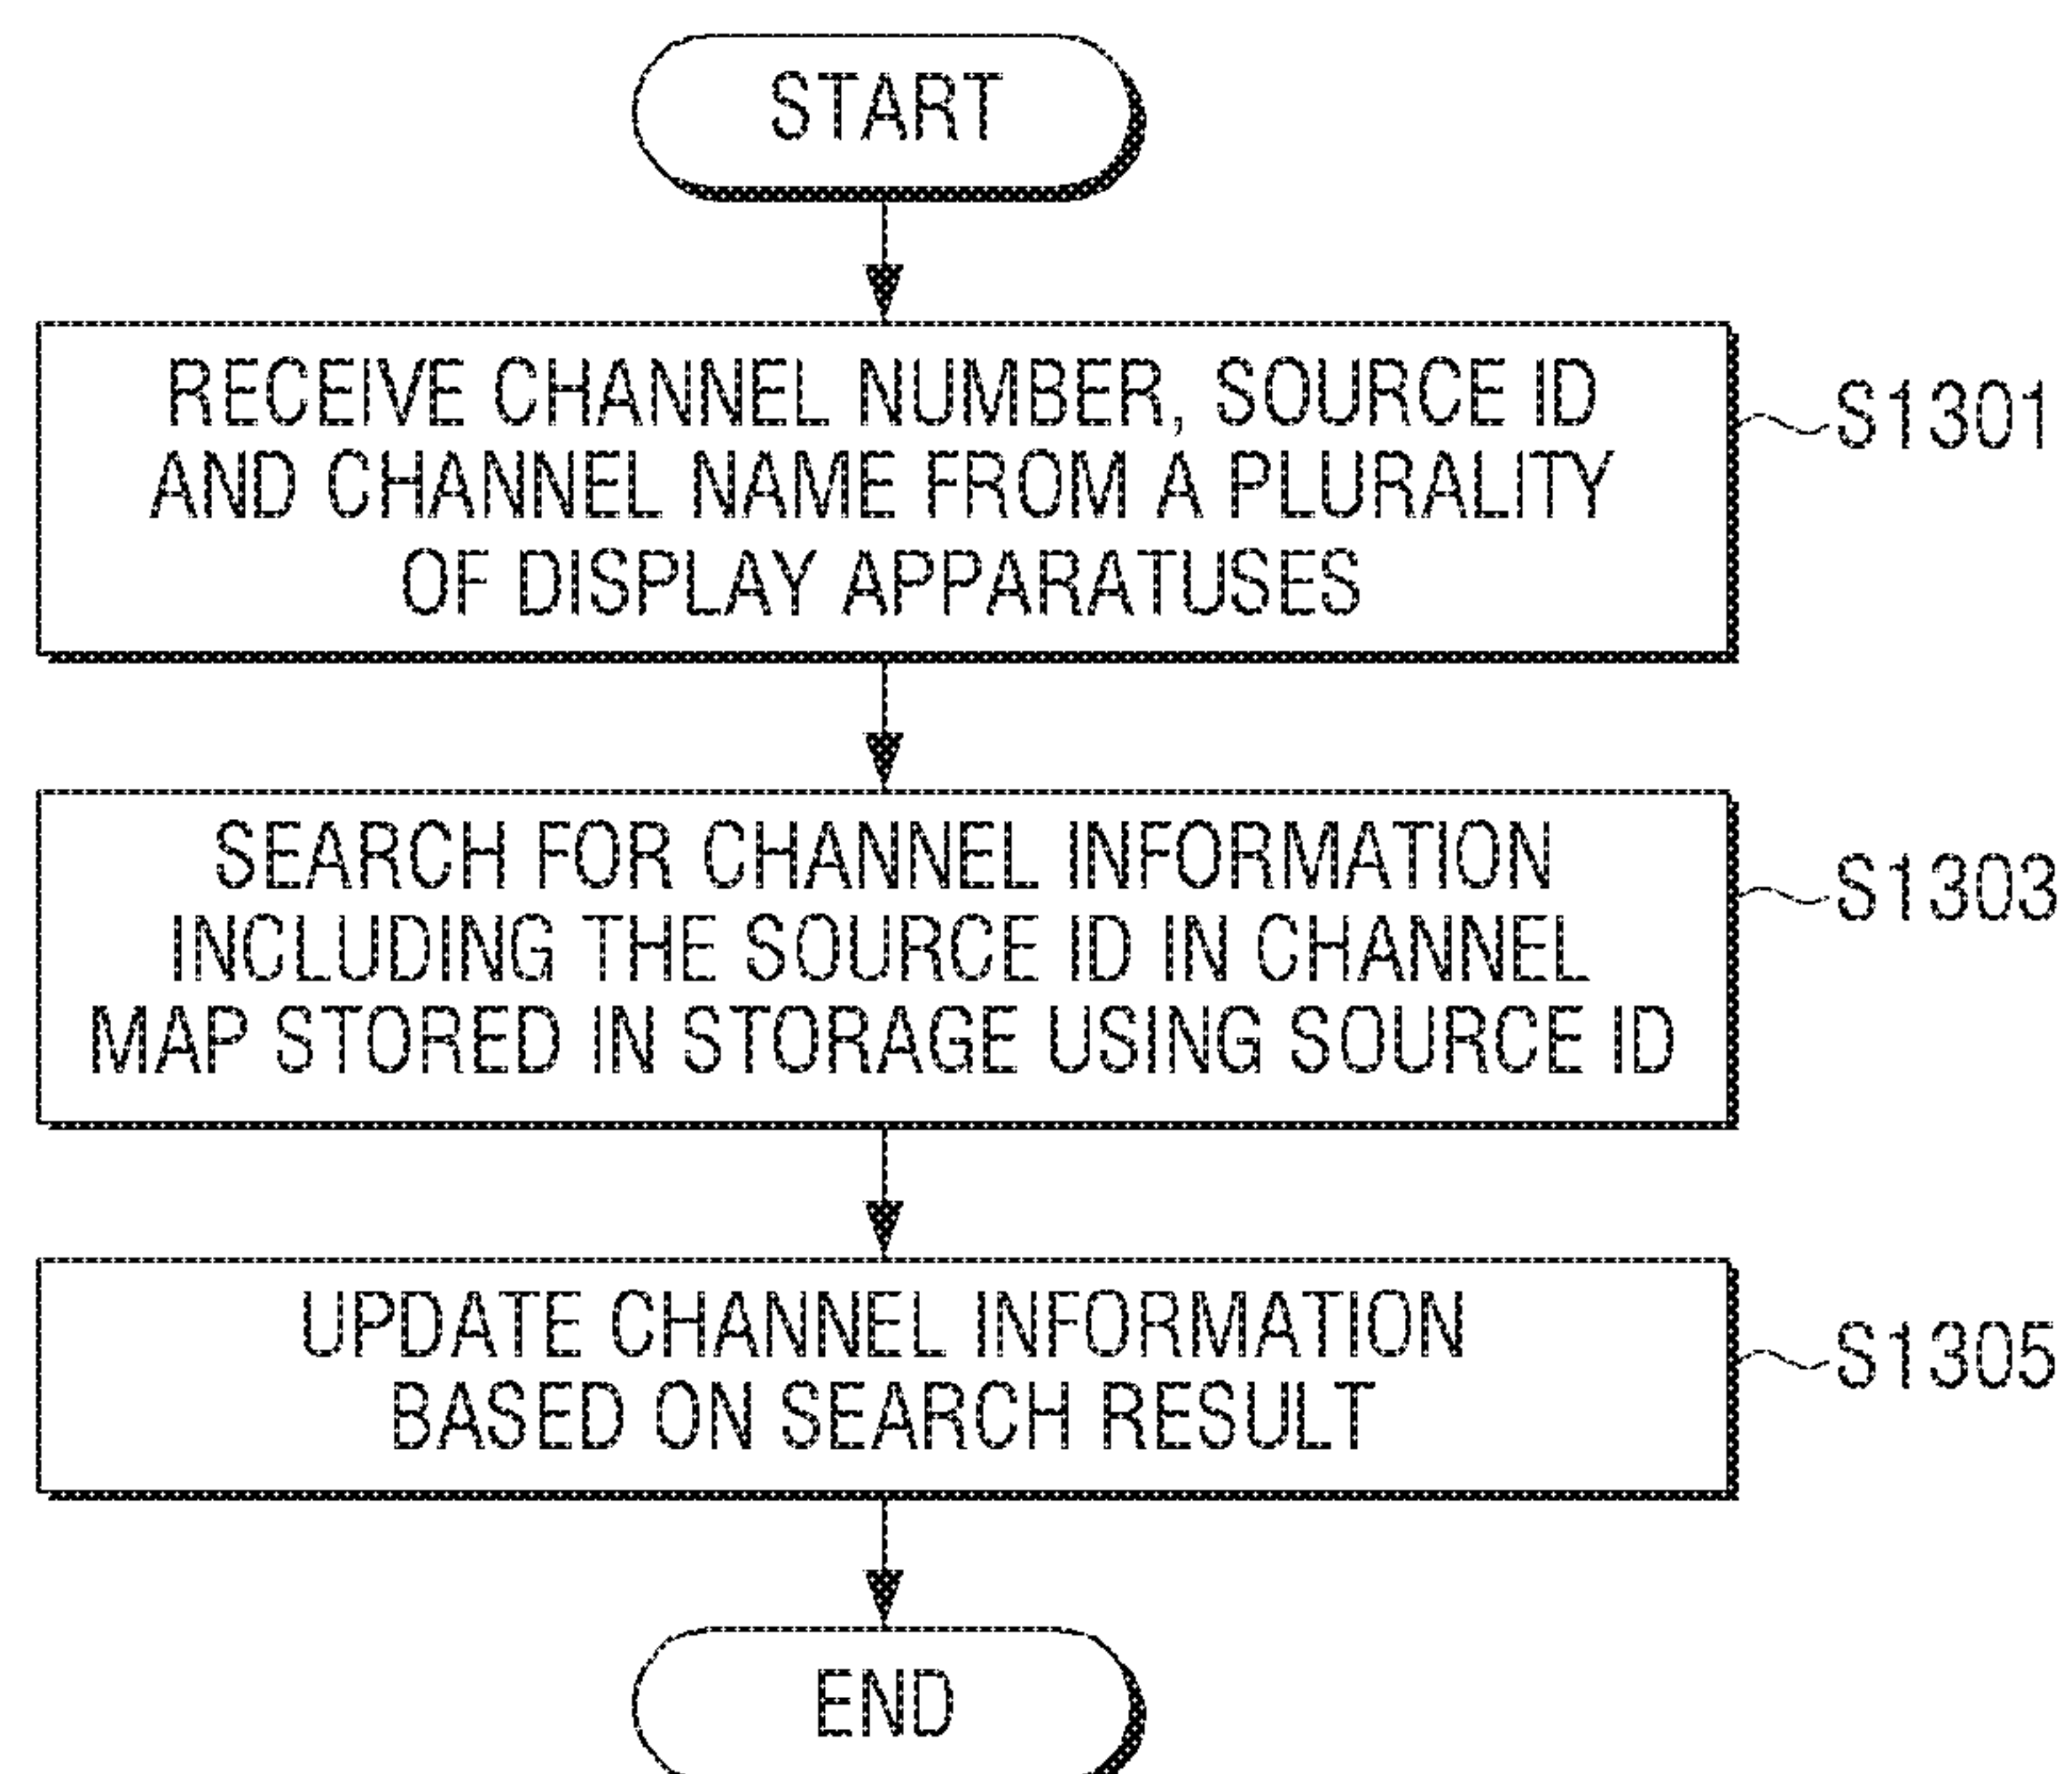 START
RECEIVE CHANNEL NUMBER, SOURCE ID
AND CHANNEL NAME FROM A PLURALITY
OF DISPLAY APPARATUSES
S1301
SEARCH FOR CHANNEL INFORMATION
INCLUDING THE SOURCE ID IN CHANNEL
MAP STORED IN STORAGE USING SOURCE ID
S1303
UPDATE CHANNEL INFORMATION
BASED ON SEARCH RESULT
S1305
END